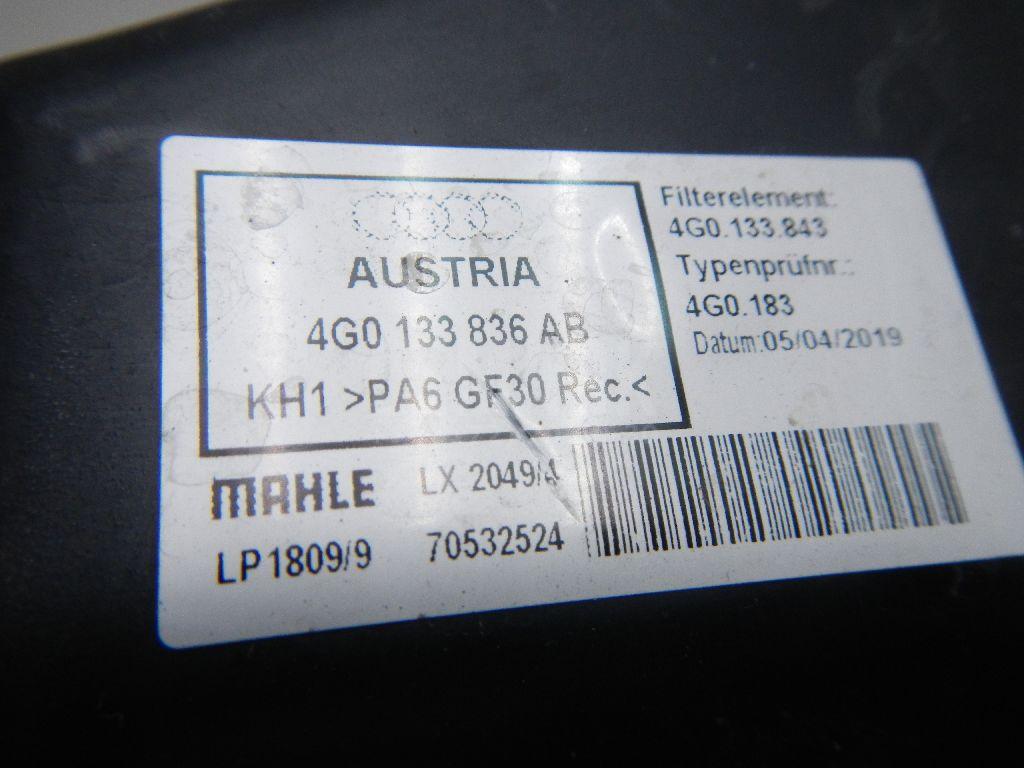 AUSTRIA
4G0 133 836 AB
KH1 >PA6 GF30 Rec.<
Filterelement:
4G0.133.843
Typenprüfnr.:
4G0.183
Datum:05/04/2019
MAHLE LX 2049/4
LP1809/9 70532524